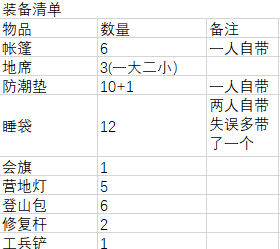 装备清单
物品 数量 备注
帐篷 6 一人自带
地席 3(一大二小)
防潮垫 10+1 一人自带
睡袋 12 两人自带
失误多带
了一个
会旗 1
营地灯 5
登山包 6
修复杆 2
工兵铲 1